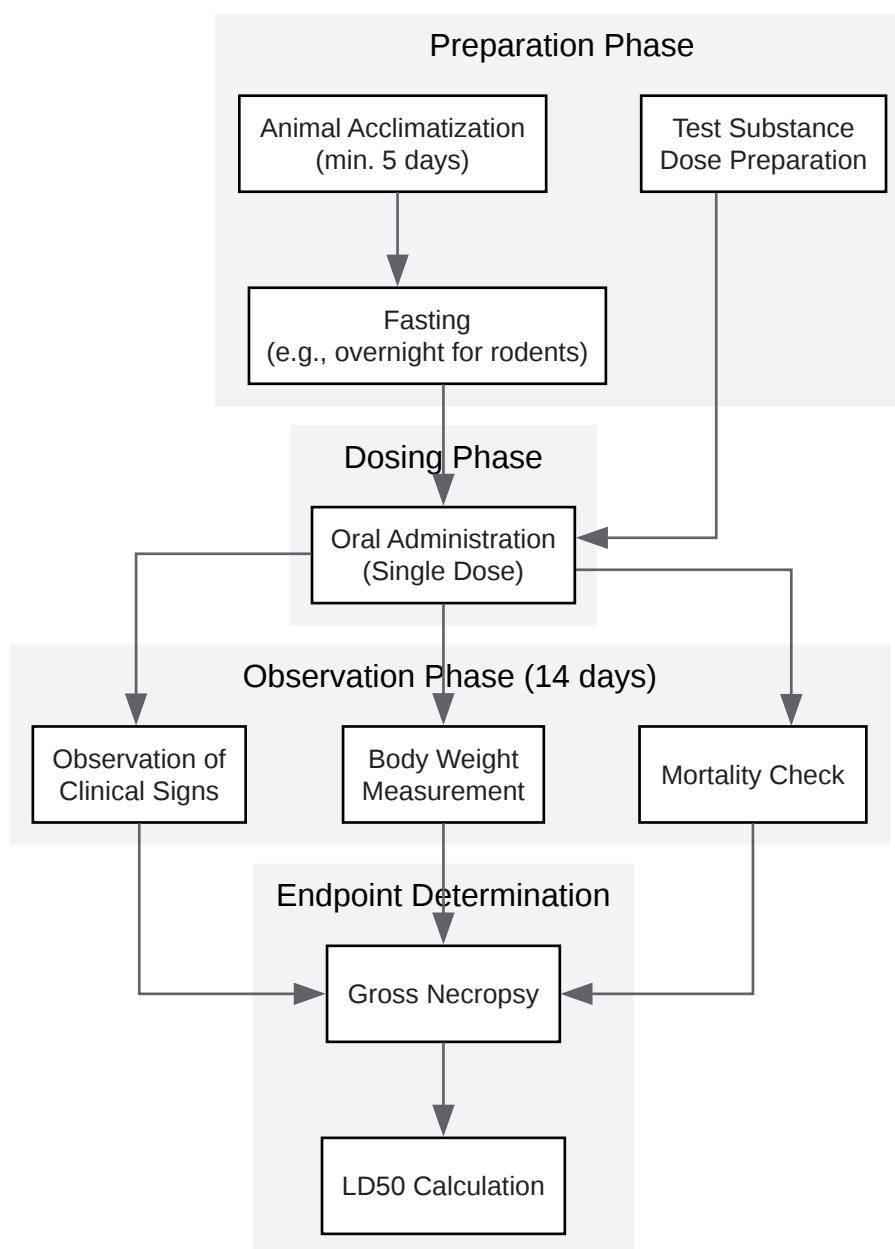 Preparation Phase
Animal Acclimatization
(min. 5 days)
Test Substance
Dose Preparation
Fasting
(e.g., overnight for rodents)
Dosing Phase
Oral Administration
(Single Dose)
Observation Phase (14 days)
Observation of
Clinical Signs
Body Weight
Measurement
Mortality Check
Endpoint Determination
Gross Necropsy
LD50 Calculation